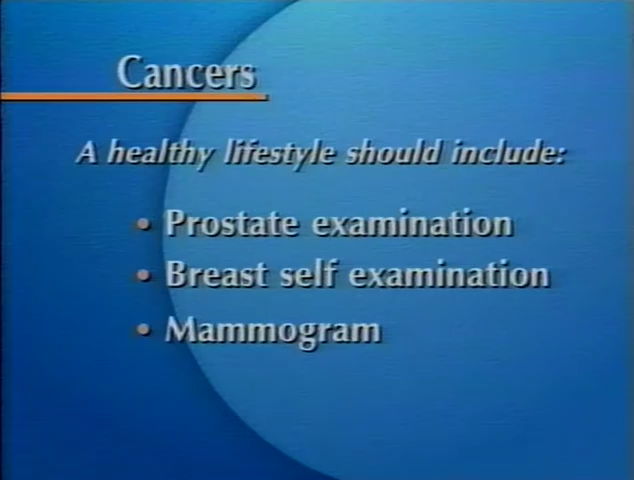 Cancers
A healthy lifestyle should include:
• Prostate examination
• Breast self examination
• Mammogram